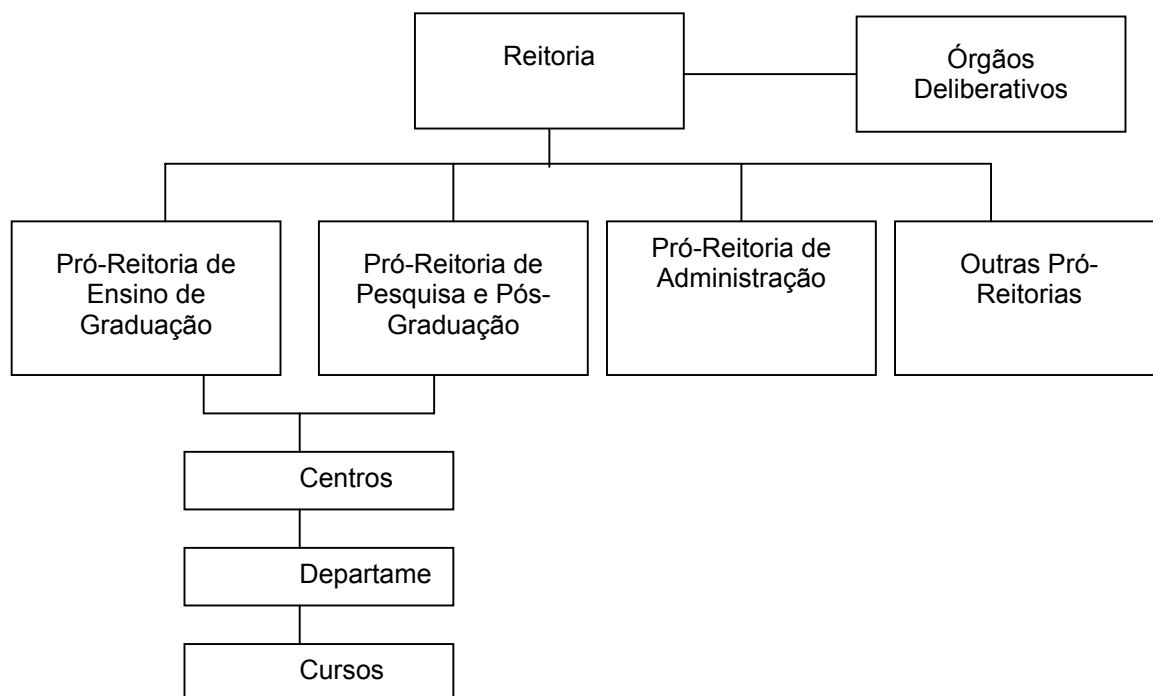 Reitoria
Órgãos
Deliberativos
Pró-Reitoria de
Ensino de
Graduação
Pró-Reitoria de
Pesquisa e Pós-
Graduação
Pró-Reitoria de
Administração
Outras Pró-
Reitorias
Centros
Departame
Cursos